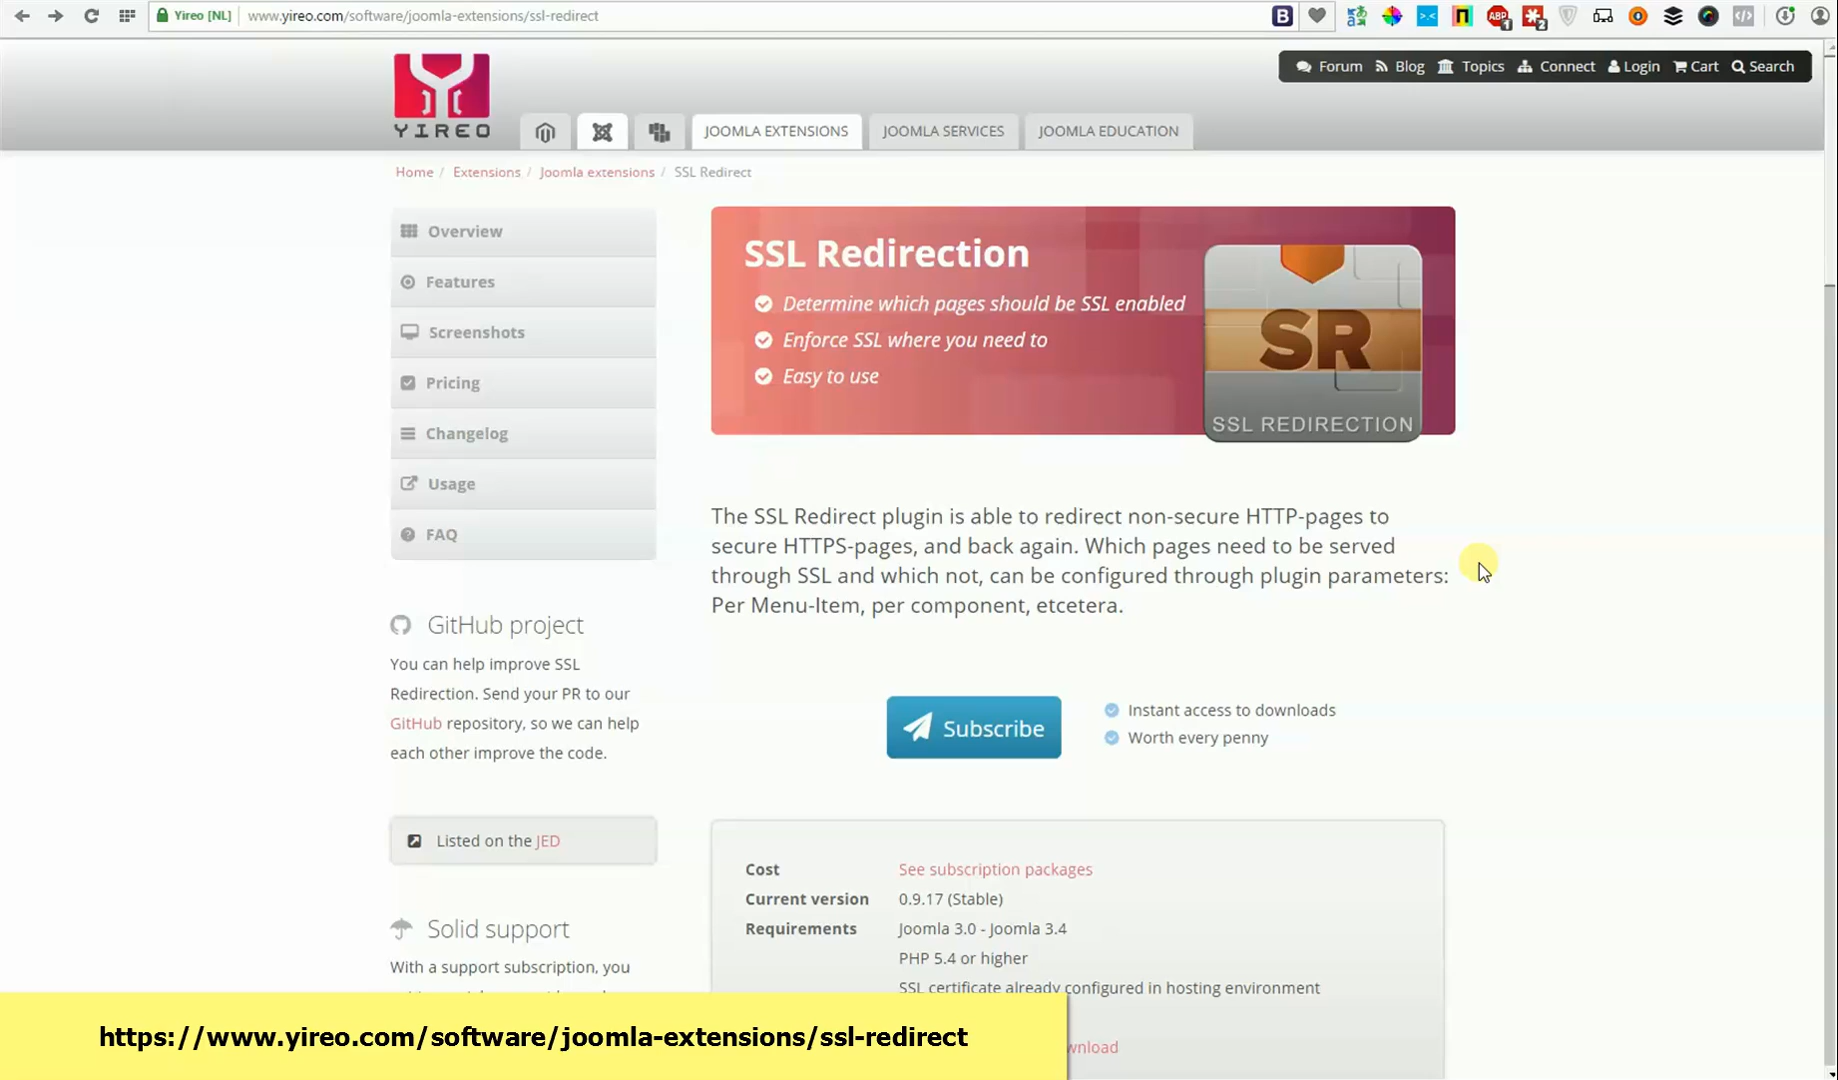 Yireo [NL]
www.yireo.com/software/joomla-extensions/ssl-redirect
B
ABP
1
2
Forum
Blog
Topics
Connect
Login
Cart
Search
YIREO
JOOMLA EXTENSIONS
JOOMLA SERVICES
JOOMLA EDUCATION
Home / Extensions / Joomla extensions / SSL Redirect
Overview
Features
Screenshots
Pricing
Changelog
Usage
FAQ
SSL Redirection
Determine which pages should be SSL enabled
Enforce SSL where you need to
Easy to use
SR
SSL REDIRECTION
The SSL Redirect plugin is able to redirect non-secure HTTP-pages to
secure HTTPS-pages, and back again. Which pages need to be served
through SSL and which not, can be configured through plugin parameters:
Per Menu-Item, per component, etcetera.
GitHub project
You can help improve SSL
Redirection. Send your PR to our
GitHub repository, so we can help
each other improve the code.
Subscribe
Instant access to downloads
Worth every penny
Listed on the JED
Cost See subscription packages
Current version 0.9.17 (Stable)
Requirements Joomla 3.0 - Joomla 3.4
PHP 5.4 or higher
SSL certificate already configured in hosting environment
Solid support
With a support subscription, you
https://www.yireo.com/software/joomla-extensions/ssl-redirect
wnload